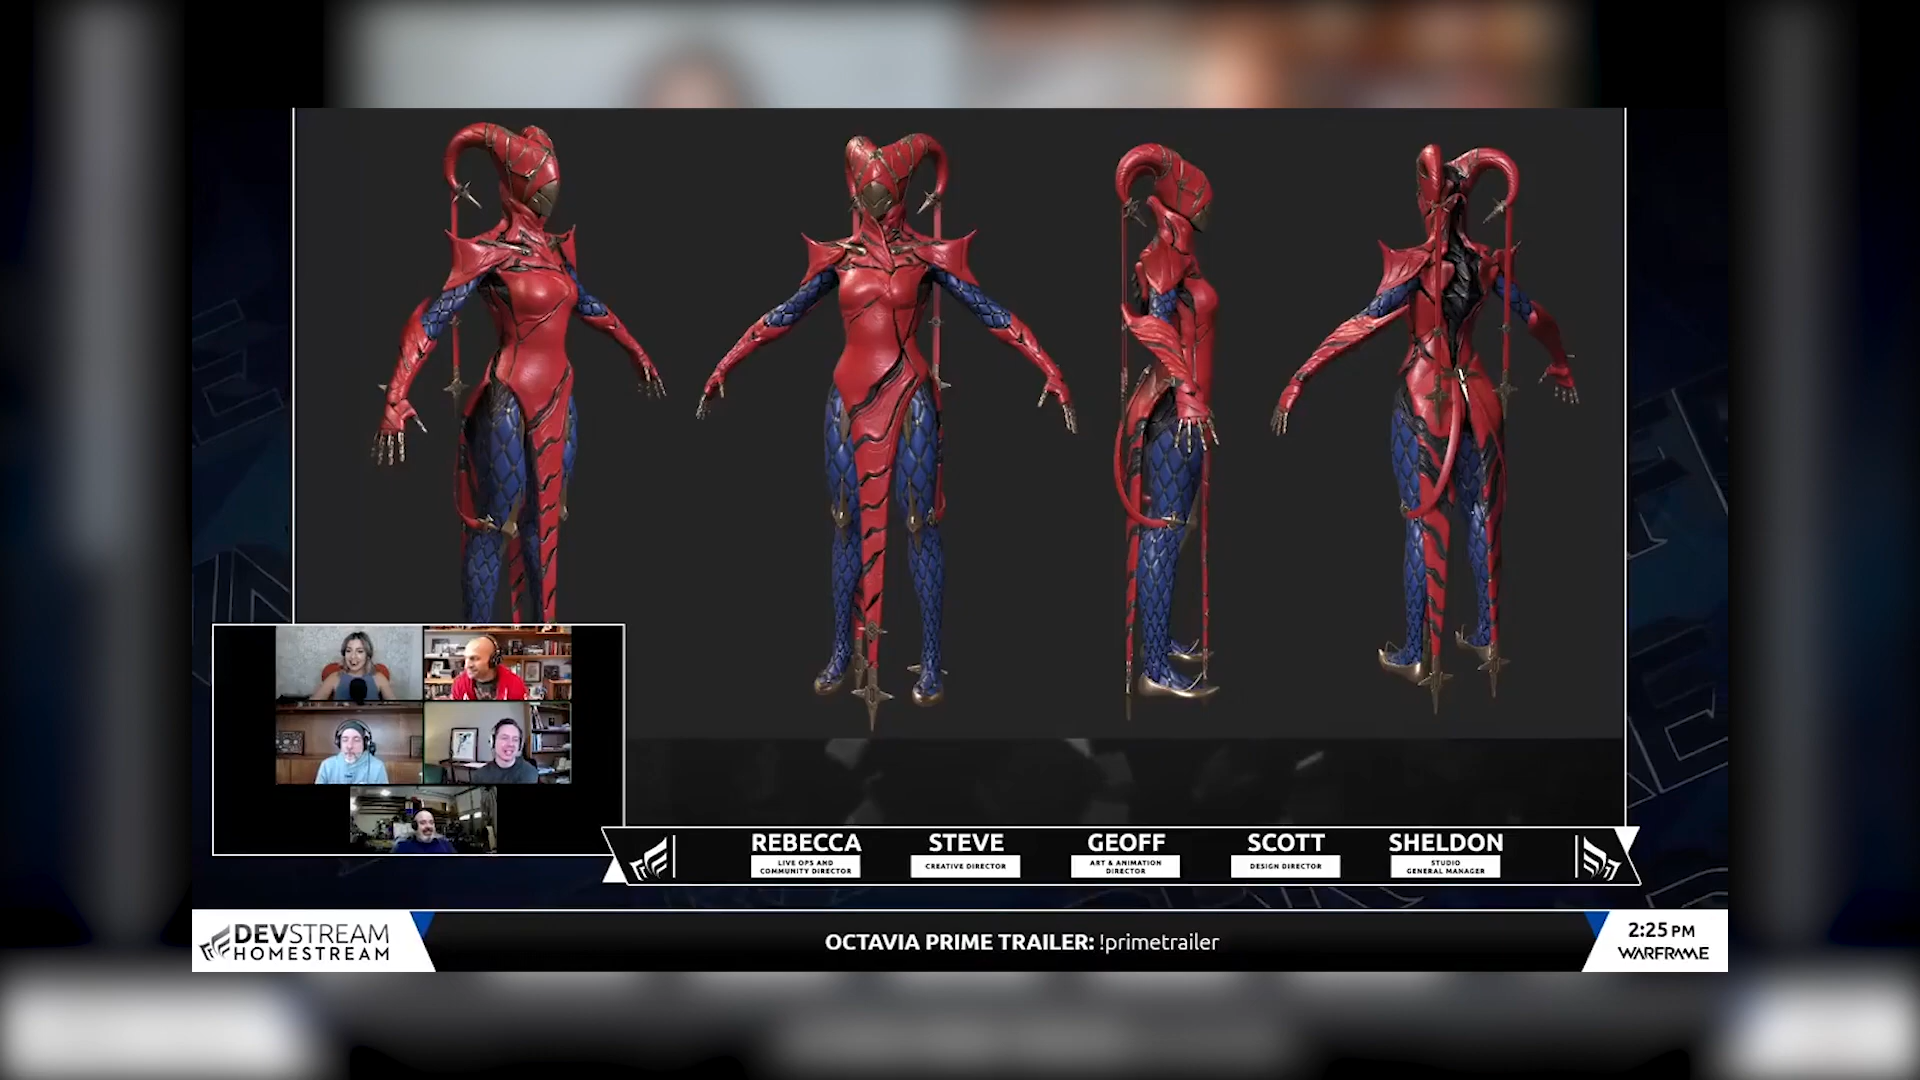 REBECCA
LIVE OPS AND
COMMUNITY DIRECTOR
STEVE
CREATIVE DIRECTOR
GEOFF
ART & ANIMATION
DIRECTOR
SCOTT
DESIGN DIRECTOR
SHELDON
STUDIO
GENERAL MANAGER
DEVSTREAM
HOMESTREAM
OCTAVIA PRIME TRAILER: !primetrailer
2:25 PM
WARFRAME